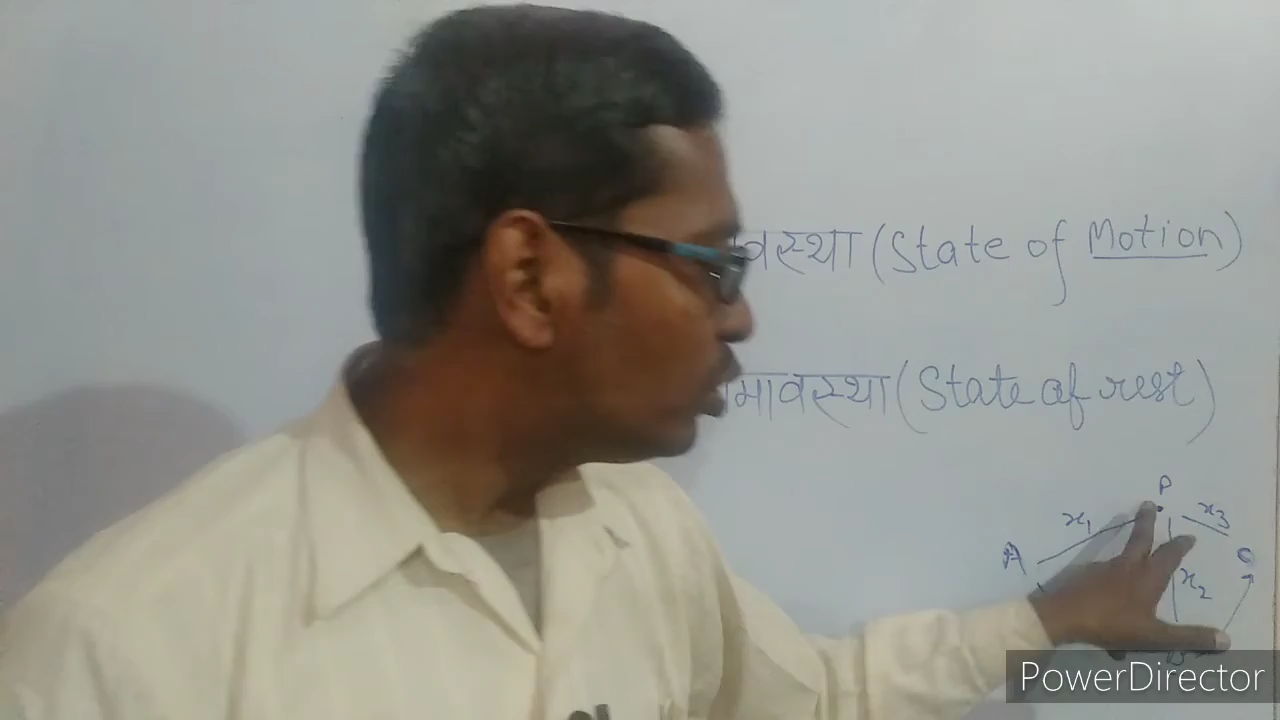 वस्था (State of Motion)
मावस्था (State of rest)
P
x₁ x₃
A C
x₂
B
PowerDirector